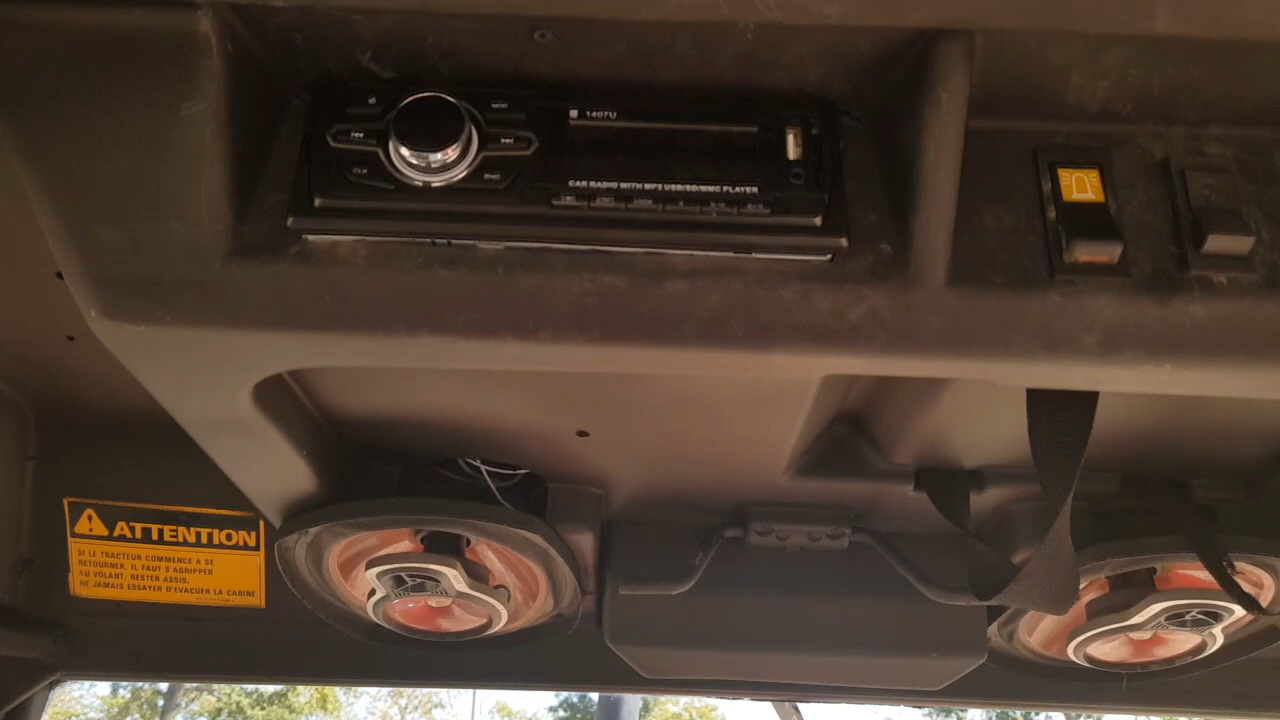 1407U
CAR RADIO WITH MP3 USB/SD/MMC PLAYER
CLK
ATTENTION
SI LE TRACTEUR COMMENCE A SE
RETOURNER, IL FAUT S'AGRIPPER
AU VOLANT, RESTER ASSIS.
NE JAMAIS ESSAYER D'EVACUER LA CABINE.